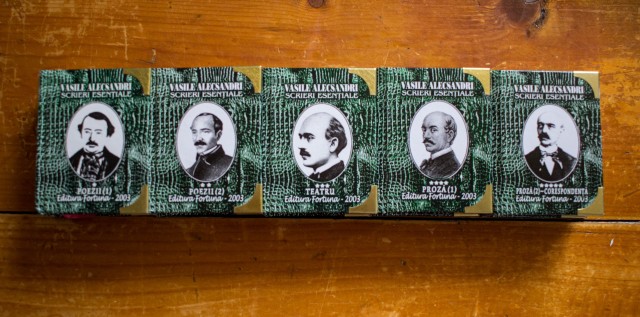 VASILE ALECSANDRI
SCRIERI ESENȚIALE
POEZII (1)
Editura Fortuna - 2003
VASILE ALECSANDRI
SCRIERI ESENȚIALE
★★
POEZII (2)
Editura Fortuna - 2003
VASILE ALECSANDRI
SCRIERI ESENȚIALE
★★★
TEATRU
Editura Fortuna - 2003
VASILE ALECSANDRI
SCRIERI ESENȚIALE
★★★★
PROZĂ (1)
Editura Fortuna - 2003
VASILE ALECSANDRI
SCRIERI ESENȚIALE
★★★★★
PROZĂ (2) - CORESPONDENȚA
Editura Fortuna - 2003